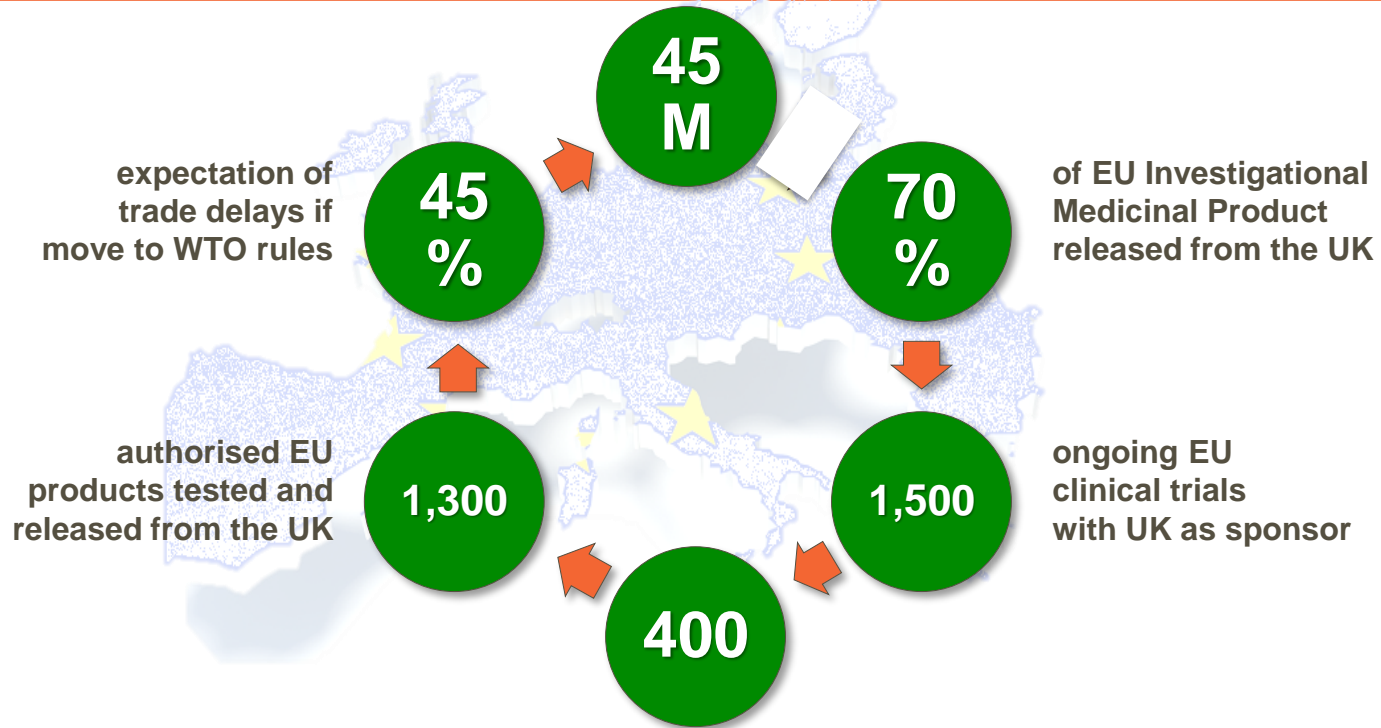 45
M
expectation of
trade delays if
move to WTO rules
45
%
70
%
of EU Investigational
Medicinal Product
released from the UK
authorised EU
products tested and
released from the UK
1,300
1,500
ongoing EU
clinical trials
with UK as sponsor
400